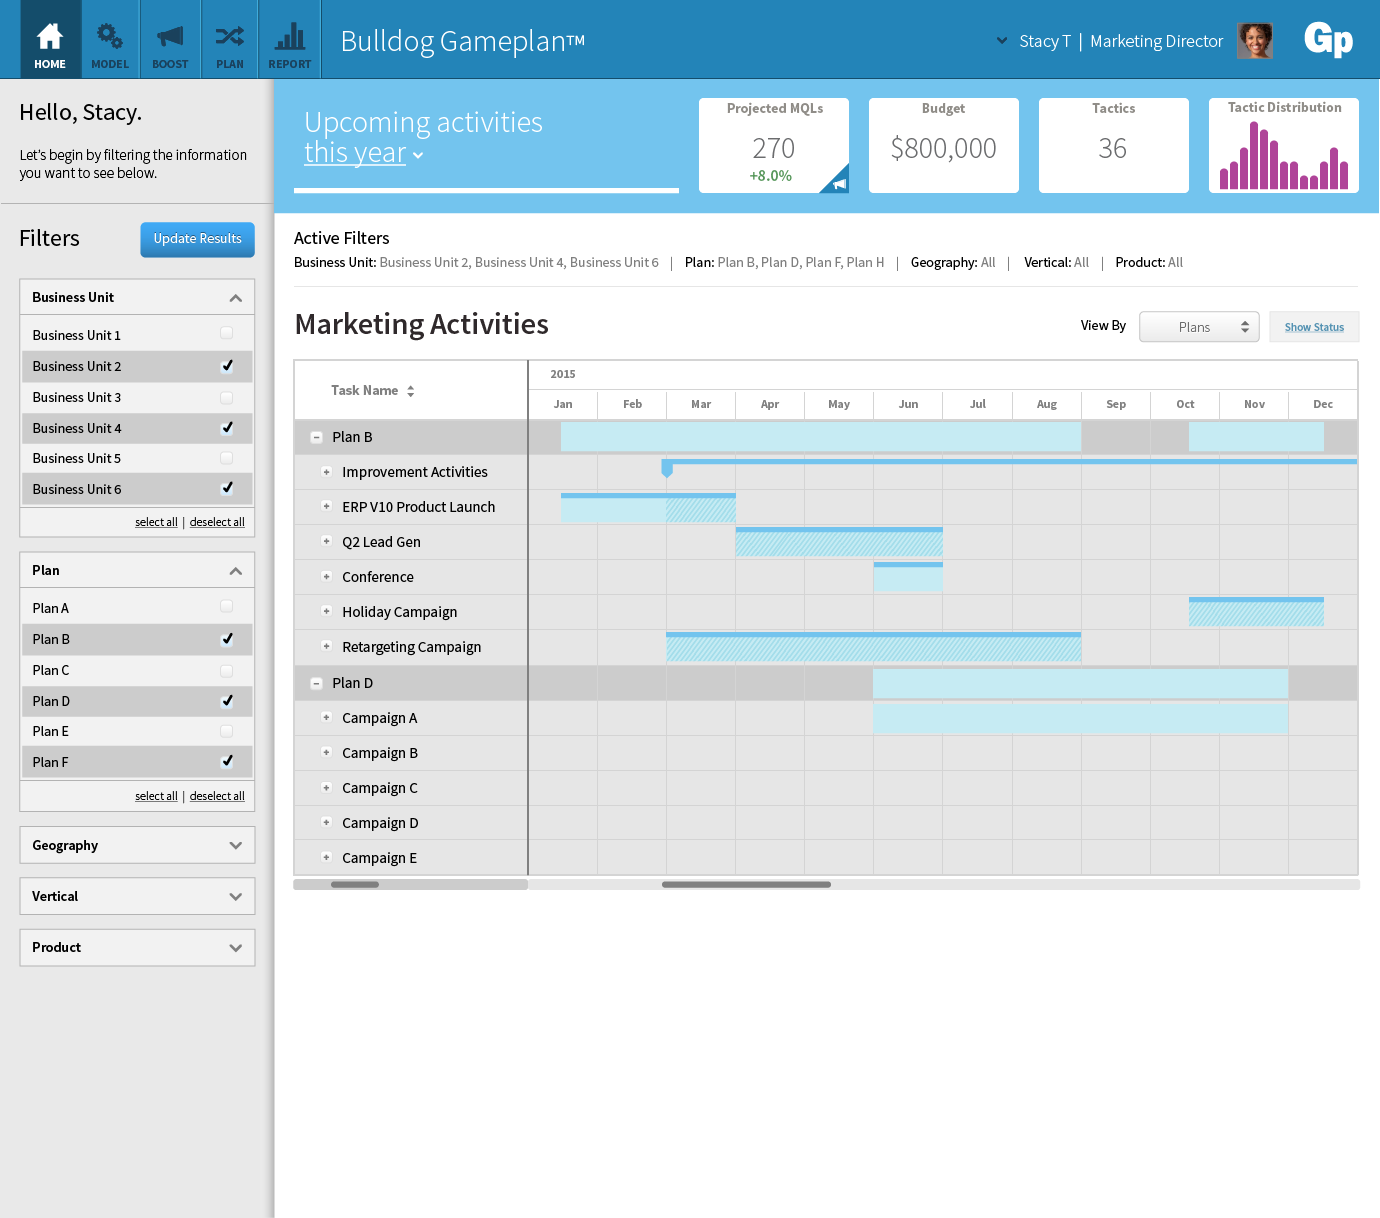 HOME MODEL BOOST PLAN REPORT
Bulldog Gameplan™
Stacy T | Marketing Director
Gp
Hello, Stacy.
Let's begin by filtering the information
you want to see below.
Filters
Update Results
Business Unit
Business Unit 1
Business Unit 2
Business Unit 3
Business Unit 4
Business Unit 5
Business Unit 6
select all | deselect all
Plan
Plan A
Plan B
Plan C
Plan D
Plan E
Plan F
select all | deselect all
Geography
Vertical
Product
Upcoming activities
this year
Projected MQLs
270
+8.0%
Budget
$800,000
Tactics
36
Tactic Distribution
Active Filters
Business Unit: Business Unit 2, Business Unit 4, Business Unit 6 | Plan: Plan B, Plan D, Plan F, Plan H | Geography: All | Vertical: All | Product: All
Marketing Activities
View By
Plans
Show Status
Task Name
2015
Jan Feb Mar Apr May Jun Jul Aug Sep Oct Nov Dec
Plan B
Improvement Activities
ERP V10 Product Launch
Q2 Lead Gen
Conference
Holiday Campaign
Retargeting Campaign
Plan D
Campaign A
Campaign B
Campaign C
Campaign D
Campaign E